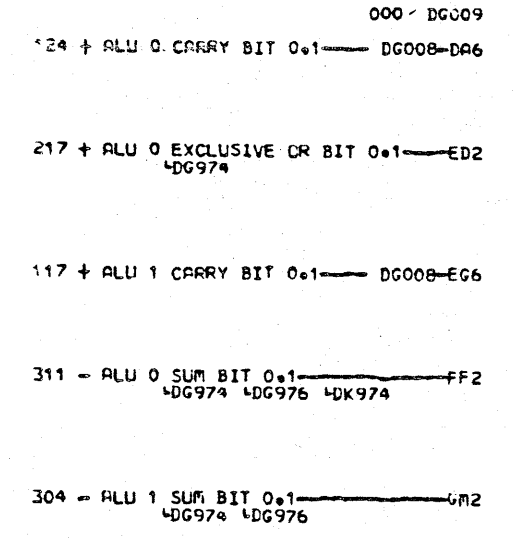 000 / DG009
124 + ALU 0 CARRY BIT 0.1 DG008-DA6
217 + ALU 0 EXCLUSIVE OR BIT 0.1 ED2
DG974
117 + ALU 1 CARRY BIT 0.1 DG008-EG6
311 - ALU 0 SUM BIT 0.1 FF2
DG974 DG976 DK974
304 - ALU 1 SUM BIT 0.1 GM2
DG974 DG976